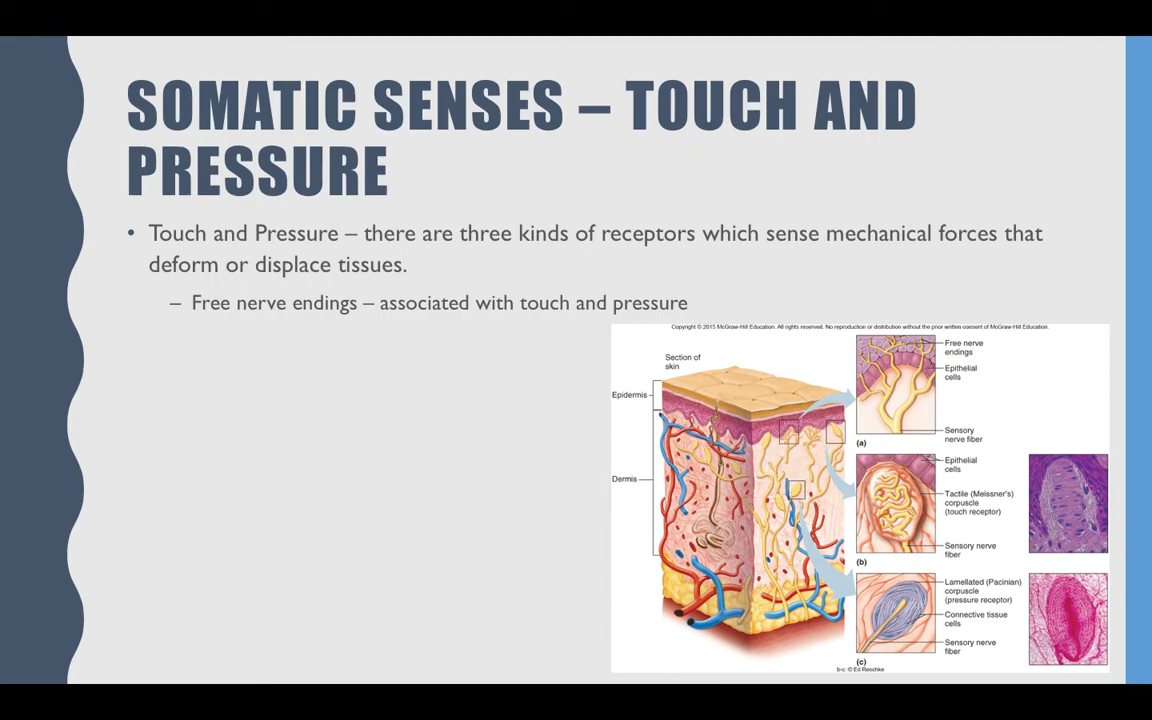 SOMATIC SENSES – TOUCH AND
PRESSURE
• Touch and Pressure – there are three kinds of receptors which sense mechanical forces that
deform or displace tissues.
– Free nerve endings – associated with touch and pressure
Copyright © 2015 McGraw-Hill Education. All rights reserved. No reproduction or distribution without the prior written consent of McGraw-Hill Education.
Section of
skin
Epidermis
Dermis
Free nerve
endings
Epithelial
cells
Sensory
nerve fiber
(a)
Epithelial
cells
Tactile (Meissner's)
corpuscle
(touch receptor)
Sensory nerve
fiber
(b)
Lamellated (Pacinian)
corpuscle
(pressure receptor)
Connective tissue
cells
Sensory nerve
fiber
(c)
b-c: © Ed Reschke